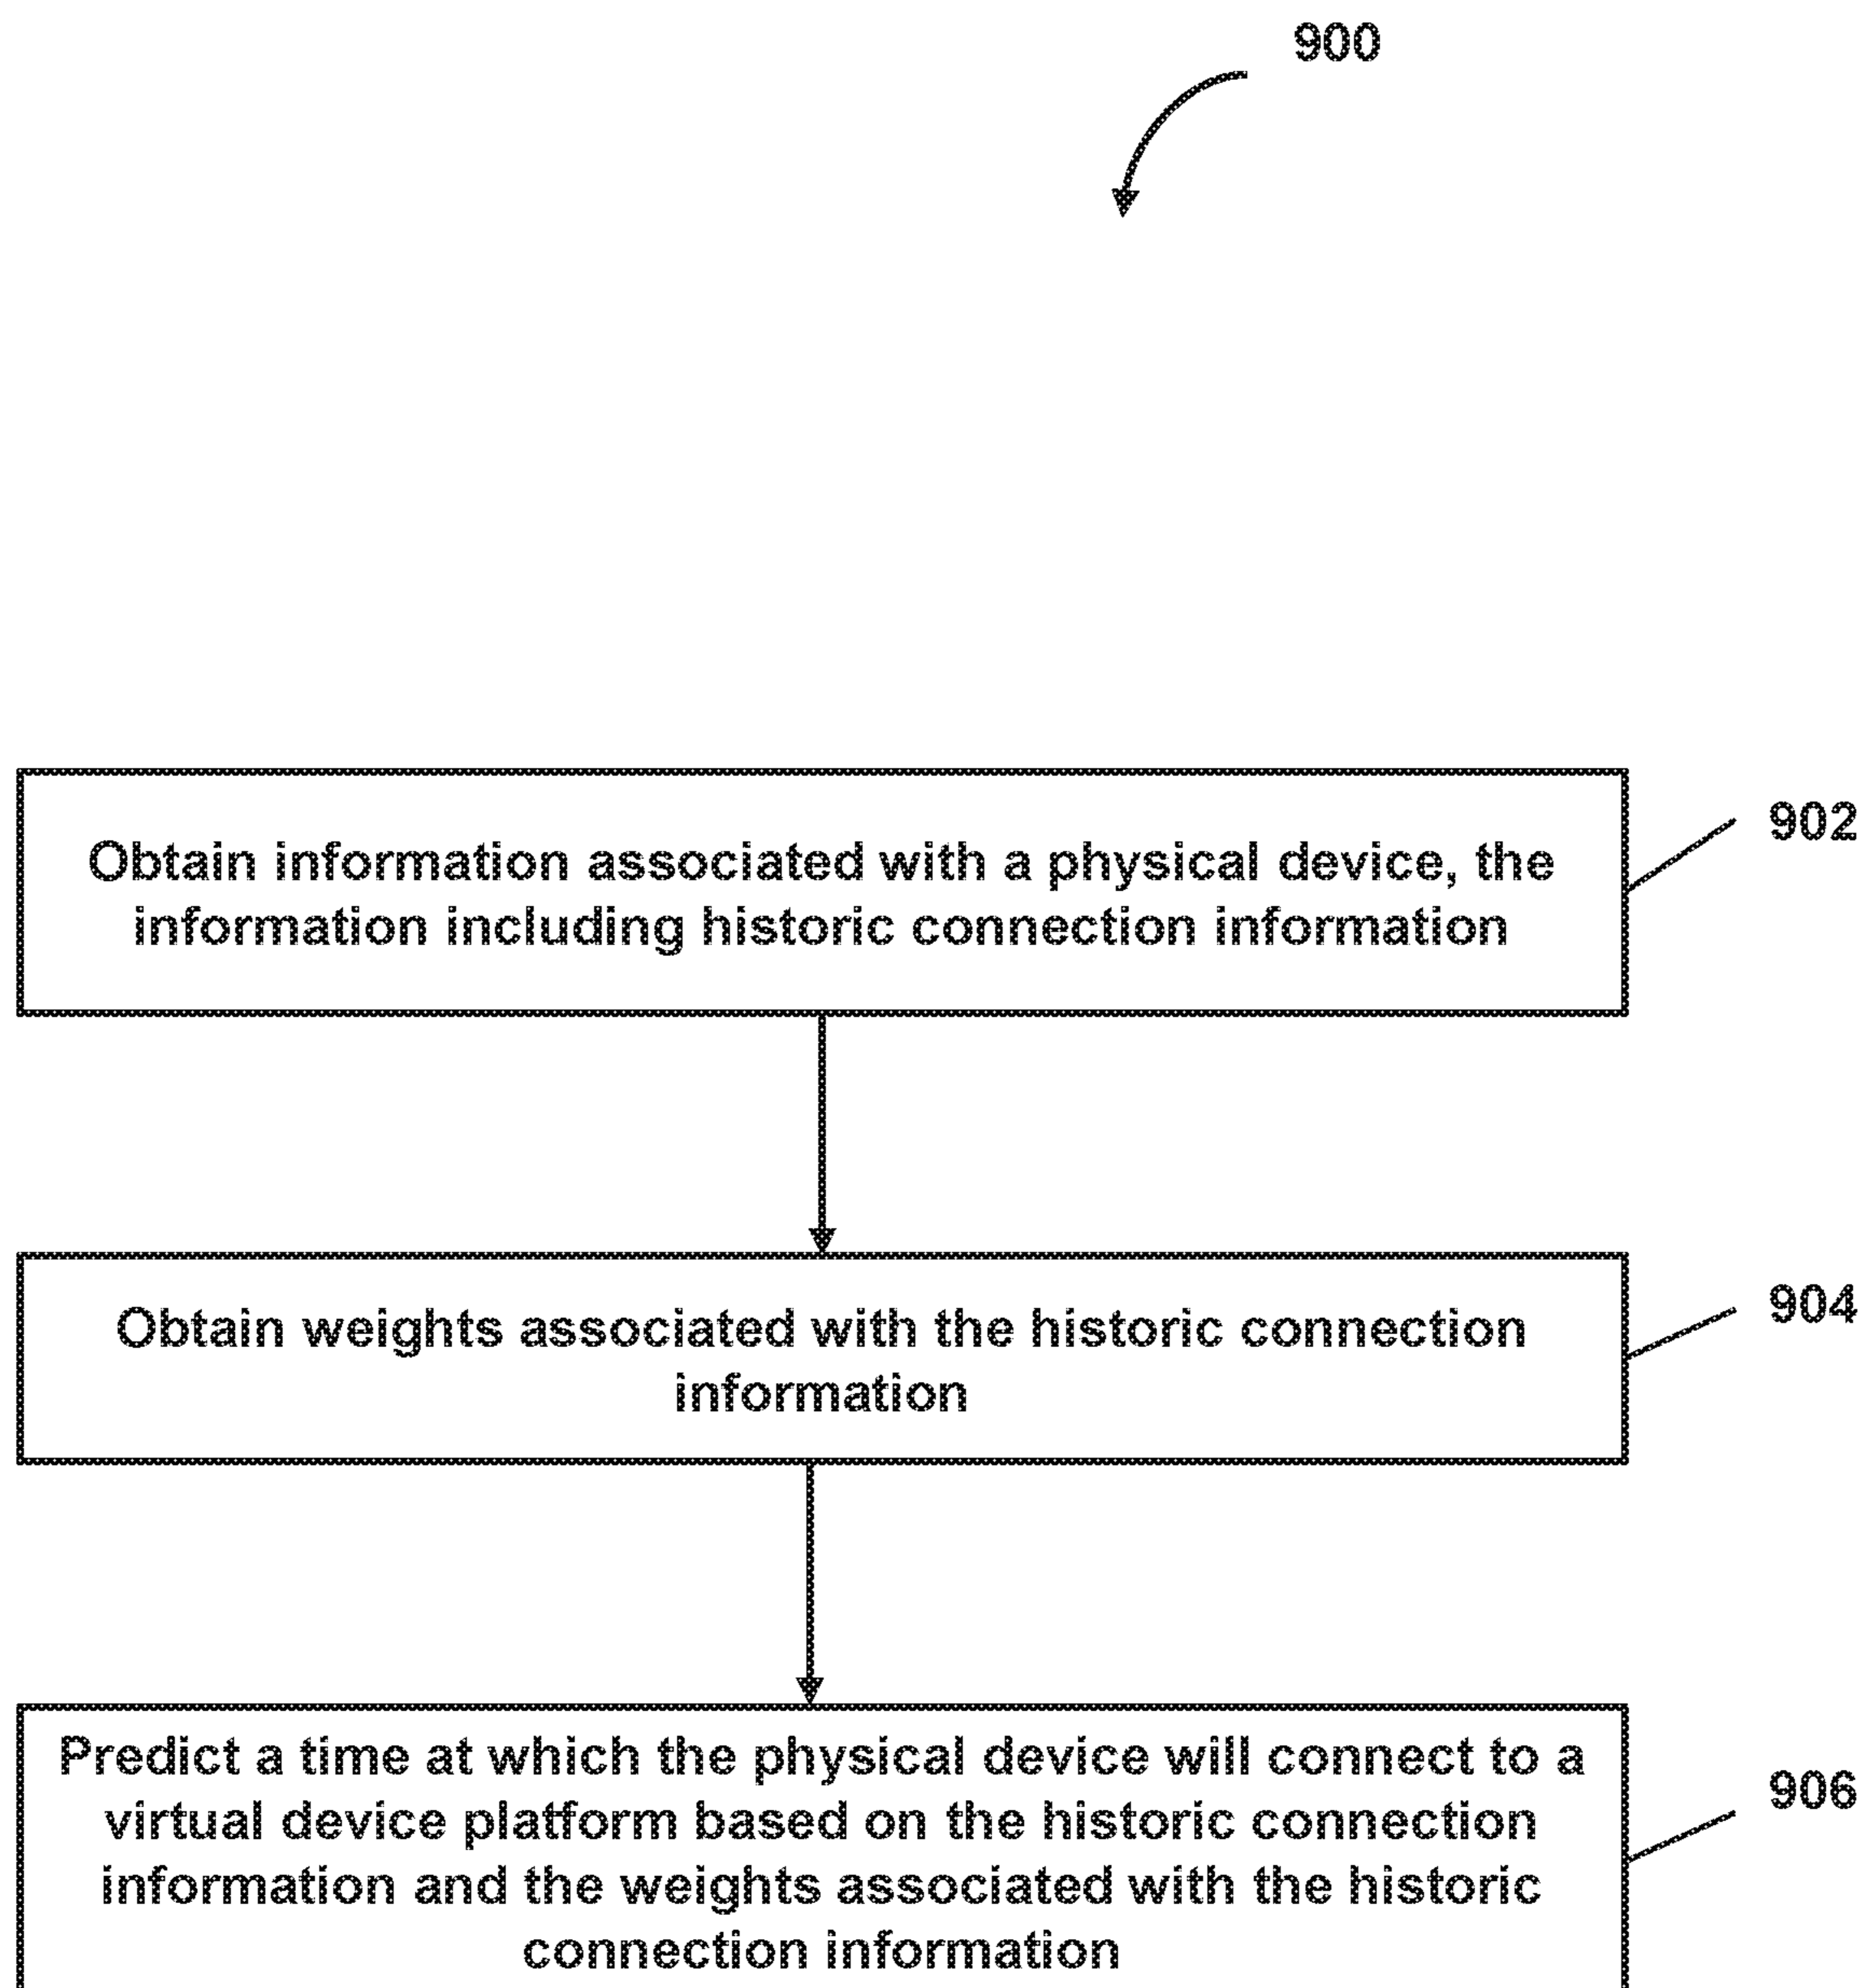 900
Obtain information associated with a physical device, the
information including historic connection information
902
Obtain weights associated with the historic connection
information
904
Predict a time at which the physical device will connect to a
virtual device platform based on the historic connection
information and the weights associated with the historic
connection information
906